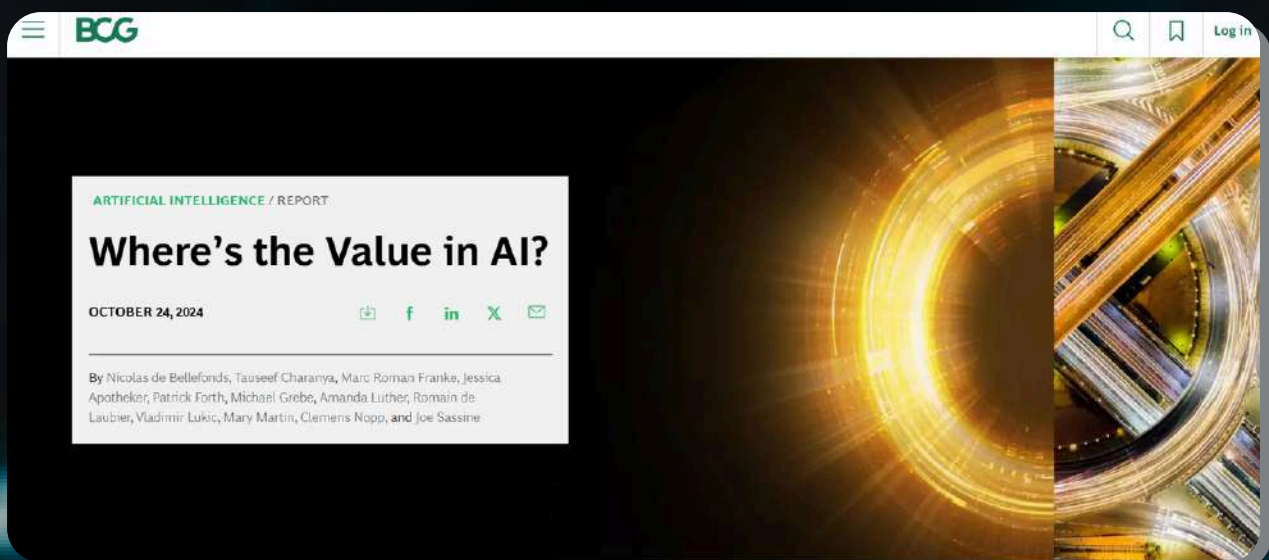 BCG
Log in
ARTIFICIAL INTELLIGENCE / REPORT
Where's the Value in AI?
OCTOBER 24, 2024
By Nicolas de Bellefonds, Tauseef Charanya, Marc Roman Franke, Jessica
Apotheker, Patrick Forth, Michael Grebe, Amanda Luther, Romain de
Laubier, Vladimir Lukic, Mary Martin, Clemens Nopp, and Joe Sassine